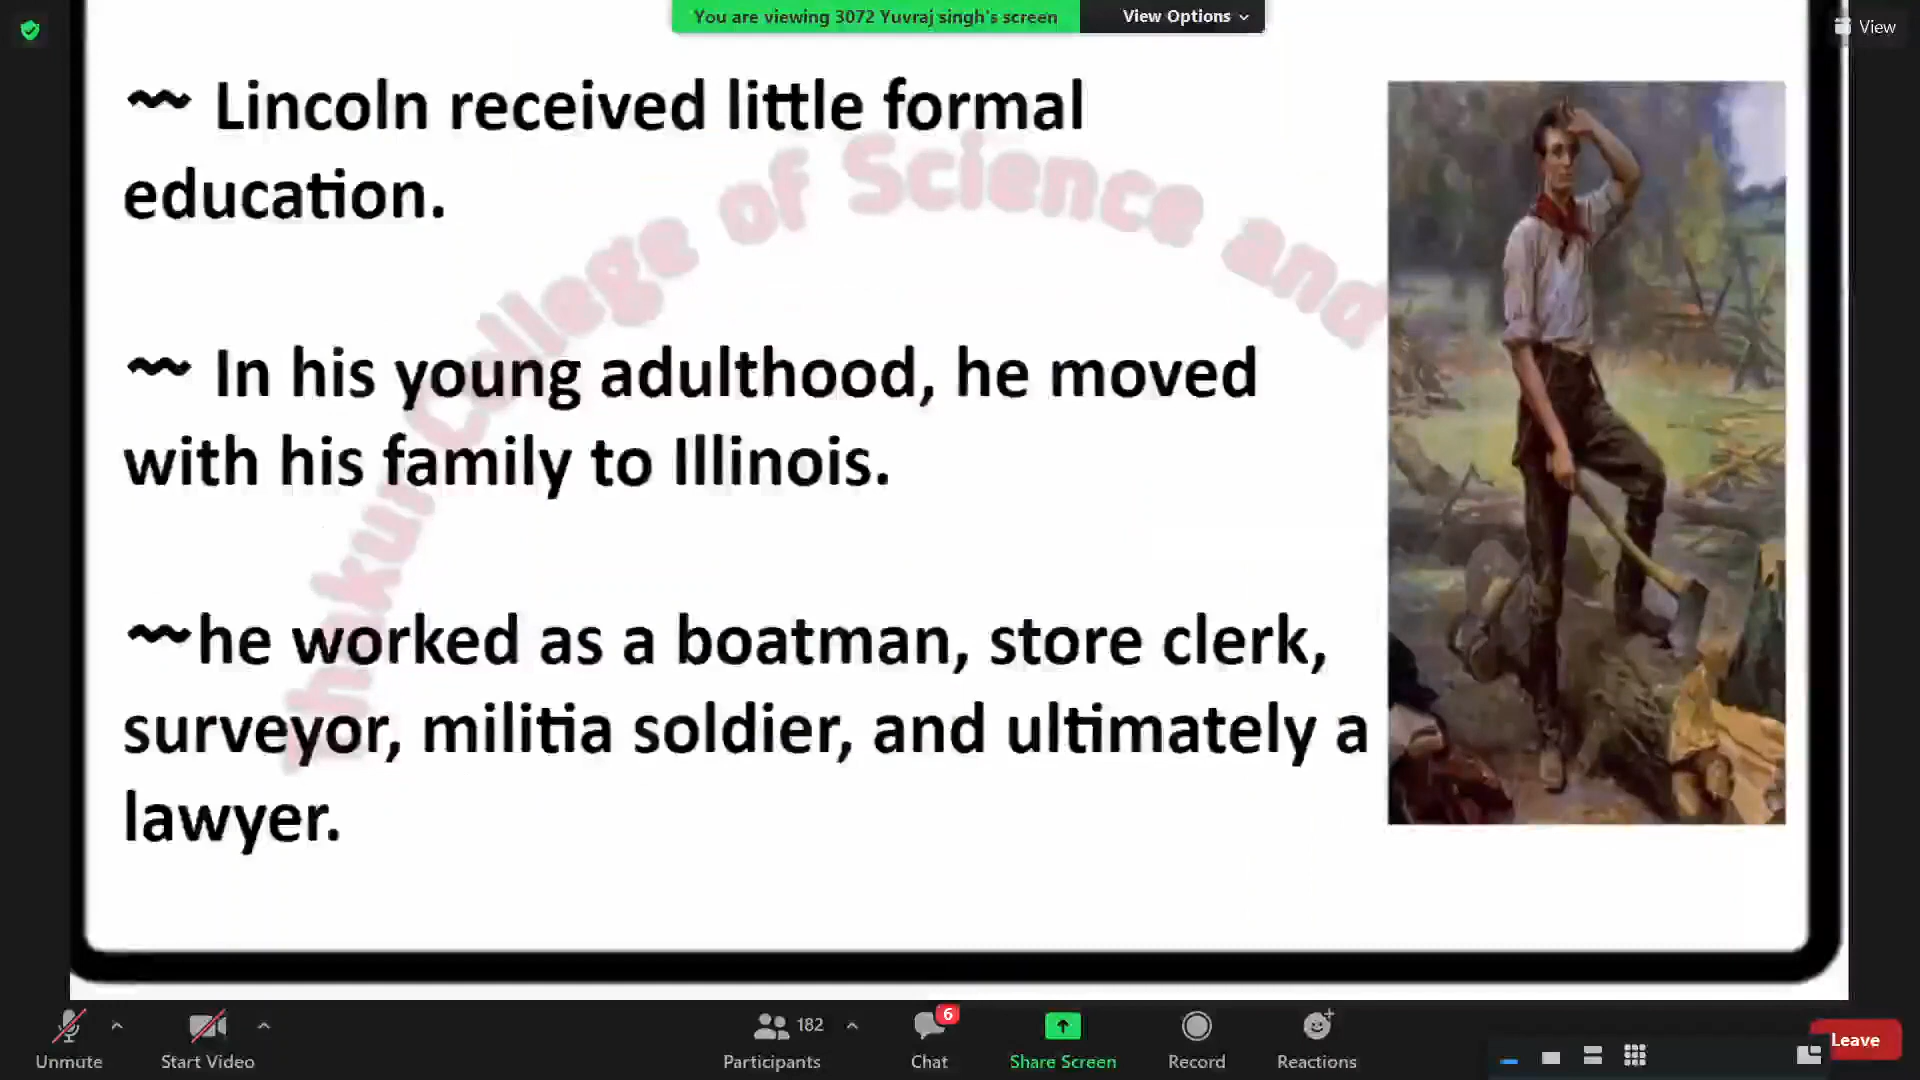 You are viewing 3072 Yuvraj singh's screen
View Options
View
~~ Lincoln received little formal
education.
~~ In his young adulthood, he moved
with his family to Illinois.
~~he worked as a boatman, store clerk,
surveyor, militia soldier, and ultimately a
lawyer.
Thakur College of Science and
182
6
Unmute
Start Video
Participants
Chat
Share Screen
Record
Reactions
Leave